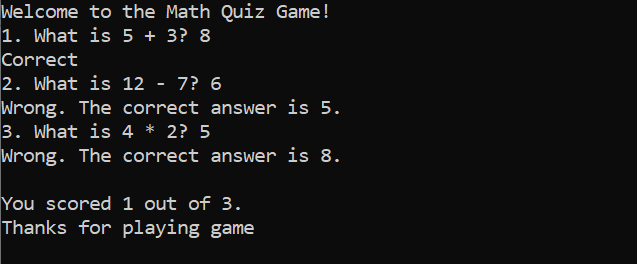 Welcome to the Math Quiz Game!
1. What is 5 + 3? 8
Correct
2. What is 12 - 7? 6
Wrong. The correct answer is 5.
3. What is 4 * 2? 5
Wrong. The correct answer is 8.
You scored 1 out of 3.
Thanks for playing game